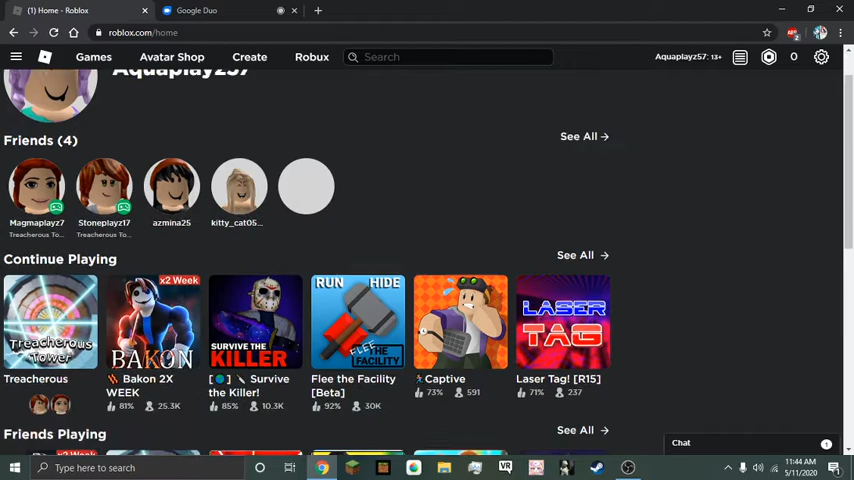 (1) Home - Roblox
Google Duo
roblox.com/home
Games
Avatar Shop
Create
Robux
Search
Aquaplayz57: 13+
0
Aquaplayz57
Friends (4)
See All →
Magmaplayz7
Stoneplayz17
azmina25
kitty_cat05...
Treacherous To...
Treacherous To...
Continue Playing
See All →
Treacherous Tower
x2 Week
BAKON
SURVIVE THE KILLER
RUN HIDE
FLEE THE FACILITY
LASER TAG
Treacherous
Bakon 2X WEEK
81% 25.3K
[🌎] 🔪 Survive the Killer!
85% 10.3K
Flee the Facility [Beta]
92% 30K
Captive
73% 591
Laser Tag! [R15]
71% 237
Friends Playing
See All →
x2 Week
Chat
1
Type here to search
VR
11:44 AM
5/11/2020